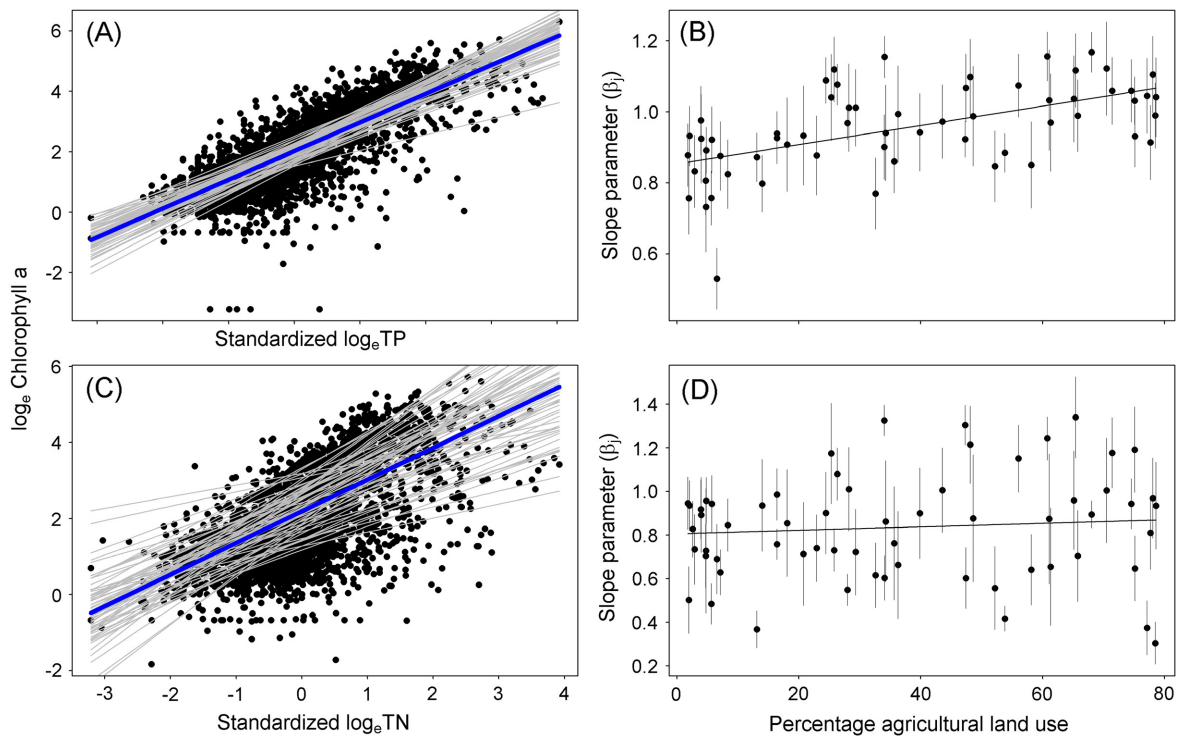 (A)
6
4
2
0
-2
Standardized logeTP
(B)
1.2
1.0
0.8
0.6
Slope parameter (βj)
loge Chlorophyll a
(C)
6
4
2
0
-2
-3 -2 -1 0 1 2 3 4
Standardized logeTN
(D)
1.4
1.2
1.0
0.8
0.6
0.4
0.2
Slope parameter (βj)
0 20 40 60 80
Percentage agricultural land use